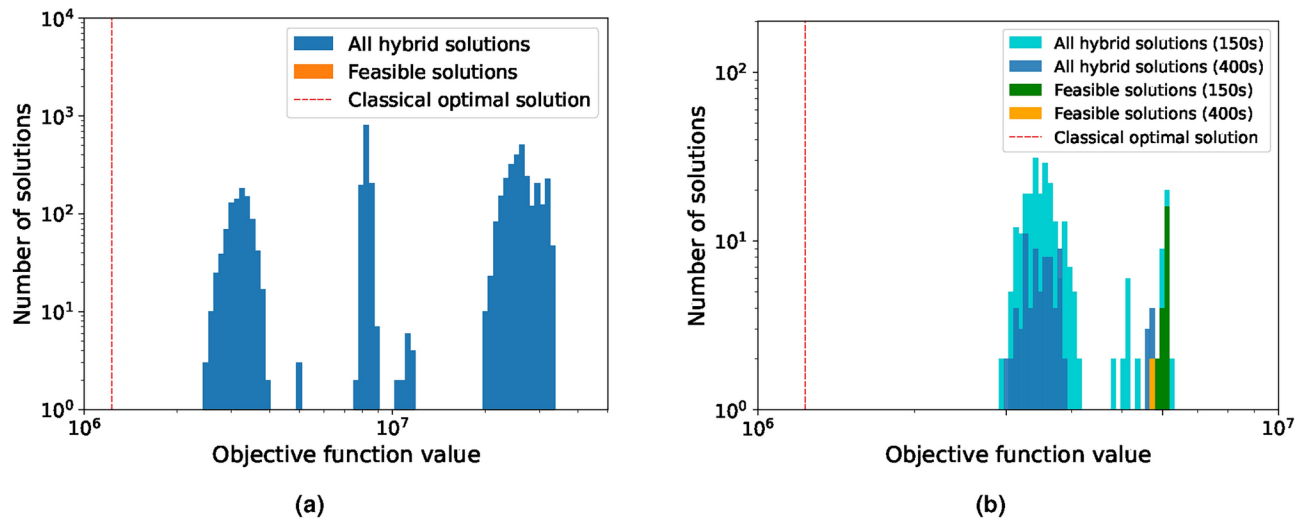 10^4
10^3
10^2
10^1
10^0
Number of solutions
All hybrid solutions
Feasible solutions
Classical optimal solution
10^6
10^7
Objective function value
(a)
10^2
10^1
10^0
Number of solutions
All hybrid solutions (150s)
All hybrid solutions (400s)
Feasible solutions (150s)
Feasible solutions (400s)
Classical optimal solution
10^6
10^7
Objective function value
(b)